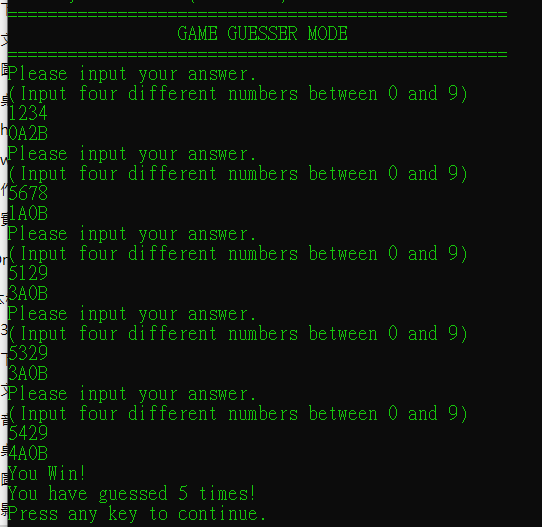 ==================================================
GAME GUESSER MODE
==================================================
Please input your answer.
(Input four different numbers between 0 and 9)
1234
0A2B
Please input your answer.
(Input four different numbers between 0 and 9)
5678
1A0B
Please input your answer.
(Input four different numbers between 0 and 9)
5129
3A0B
Please input your answer.
(Input four different numbers between 0 and 9)
5329
3A0B
Please input your answer.
(Input four different numbers between 0 and 9)
5429
4A0B
You Win!
You have guessed 5 times!
Press any key to continue.